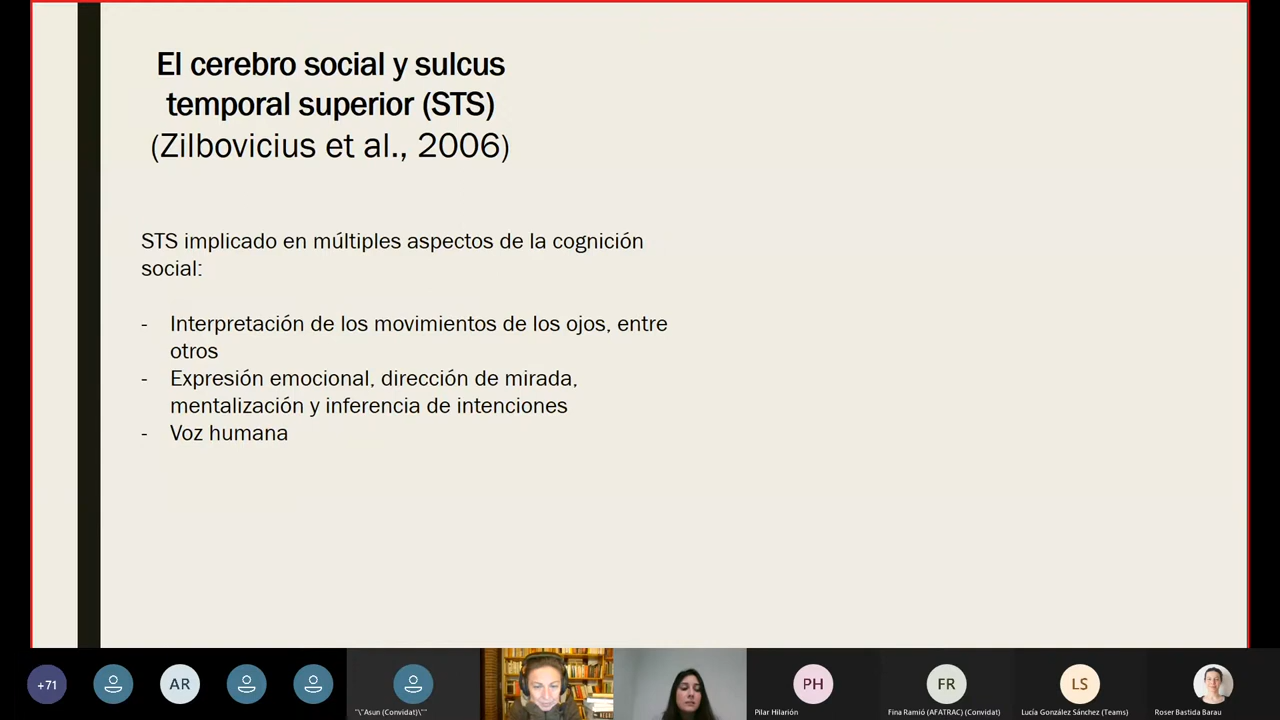 El cerebro social y sulcus
temporal superior (STS)
(Zilbovicius et al., 2006)
STS implicado en múltiples aspectos de la cognición
social:
- Interpretación de los movimientos de los ojos, entre
otros
- Expresión emocional, dirección de mirada,
mentalización y inferencia de intenciones
- Voz humana
+71
AR
PH
FR
LS
"\"Asun (Convidat)\""
Pilar Hilarión
Fina Ramió (AFATRAC) (Convidat)
Lucía González Sánchez (Teams)
Roser Bastida Barau